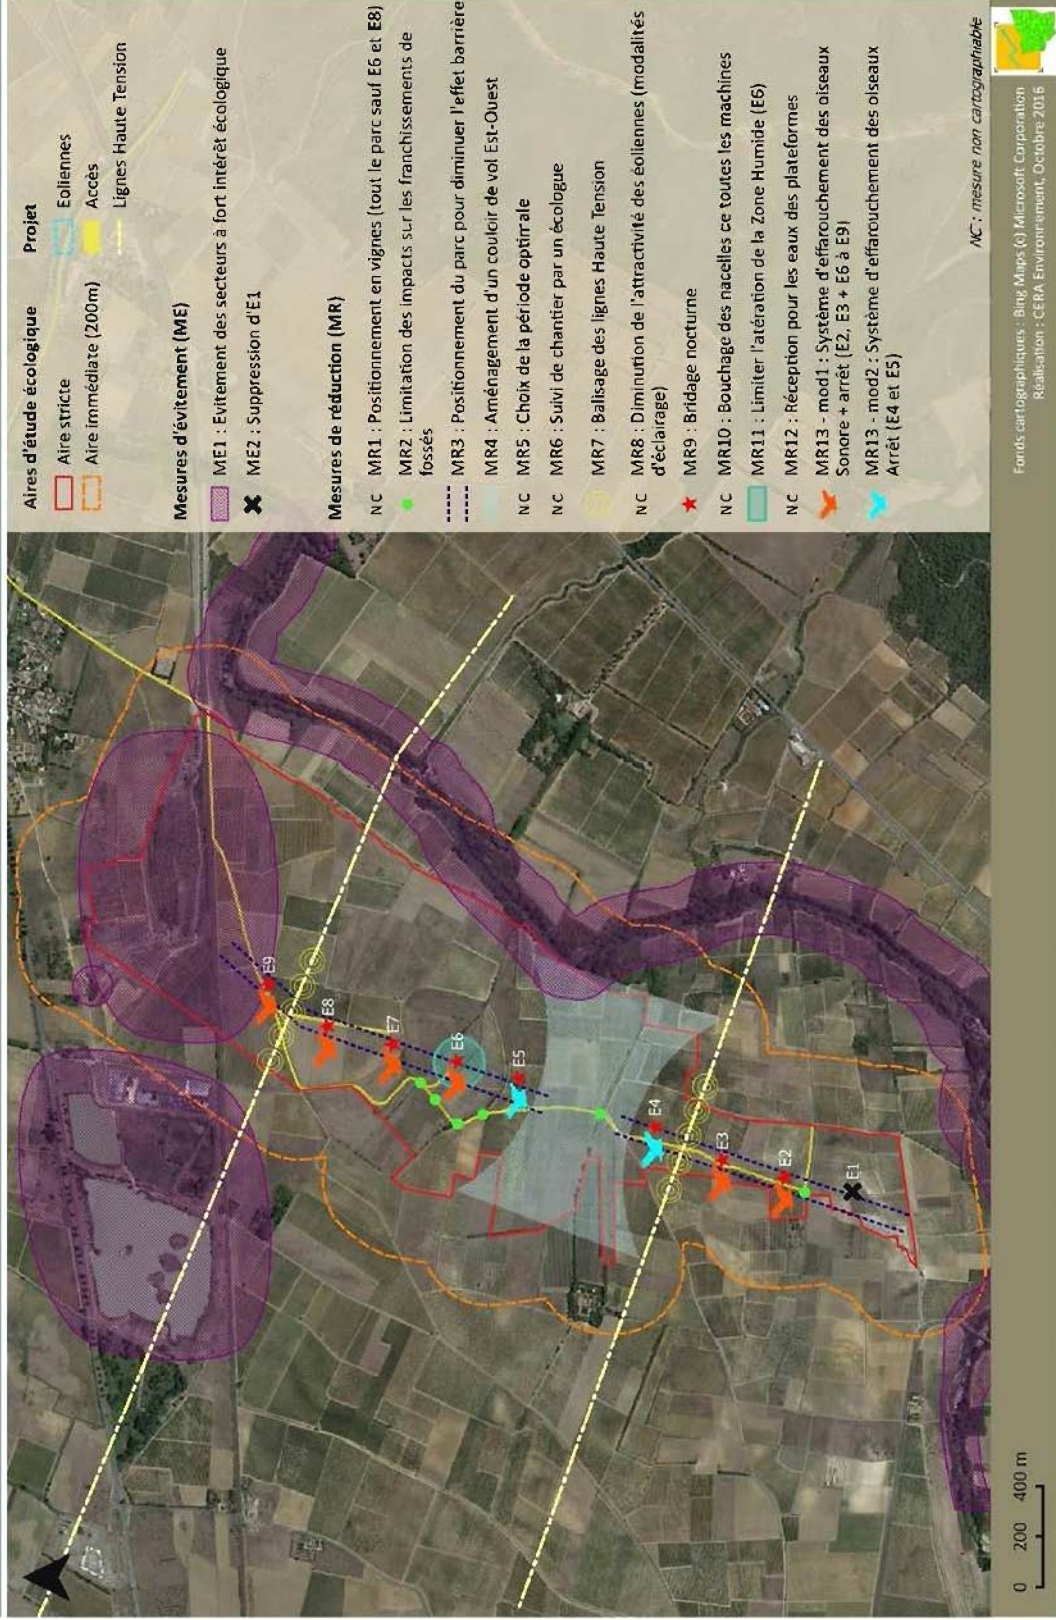 Aires d'étude écologique
Aire stricte
Aire immédiate (200m)
Projet
Eoliennes
Accès
Lignes Haute Tension
Mesures d'évitement (ME)
ME1 : Evitement des secteurs à fort intérêt écologique
ME2 : Suppression d'E1
Mesures de réduction (MR)
NC MR1 : Positionnement en vignes (tout le parc sauf E6 et E8)
MR2 : Limitation des impacts sur les franchissements de
fossés
MR3 : Positionnement du parc pour diminuer l'effet barrière
MR4 : Aménagement d'un couloir de vol Est-Ouest
NC MR5 : Choix de la période optimale
NC MR6 : Suivi de chantier par un écologue
MR7 : Balisage des lignes Haute Tension
NC MR8 : Diminution de l'attractivité des éoliennes (modalités
d'éclairage)
MR9 : Bridage nocturne
NC MR10 : Bouchage des nacelles ce toutes les machines
MR11 : Limiter l'atération de la Zone Humide (E6)
NC MR12 : Réception pour les eaux des plateformes
MR13 - mod1 : Système d'effarouchement des oiseaux
Sonore + arrêt (E2, E3 + E6 à E9)
MR13 - mod2 : Système d'effarouchement des oiseaux
Arrêt (E4 et E5)
NC : mesure non cartographiable
E9
E8
E7
E6
E5
E4
E3
E2
E1
0 200 400 m
Fonds cartographiques : Bing Maps (c) Microsoft Corporation
Réalisation : CERA Environnement, Octobre 2016